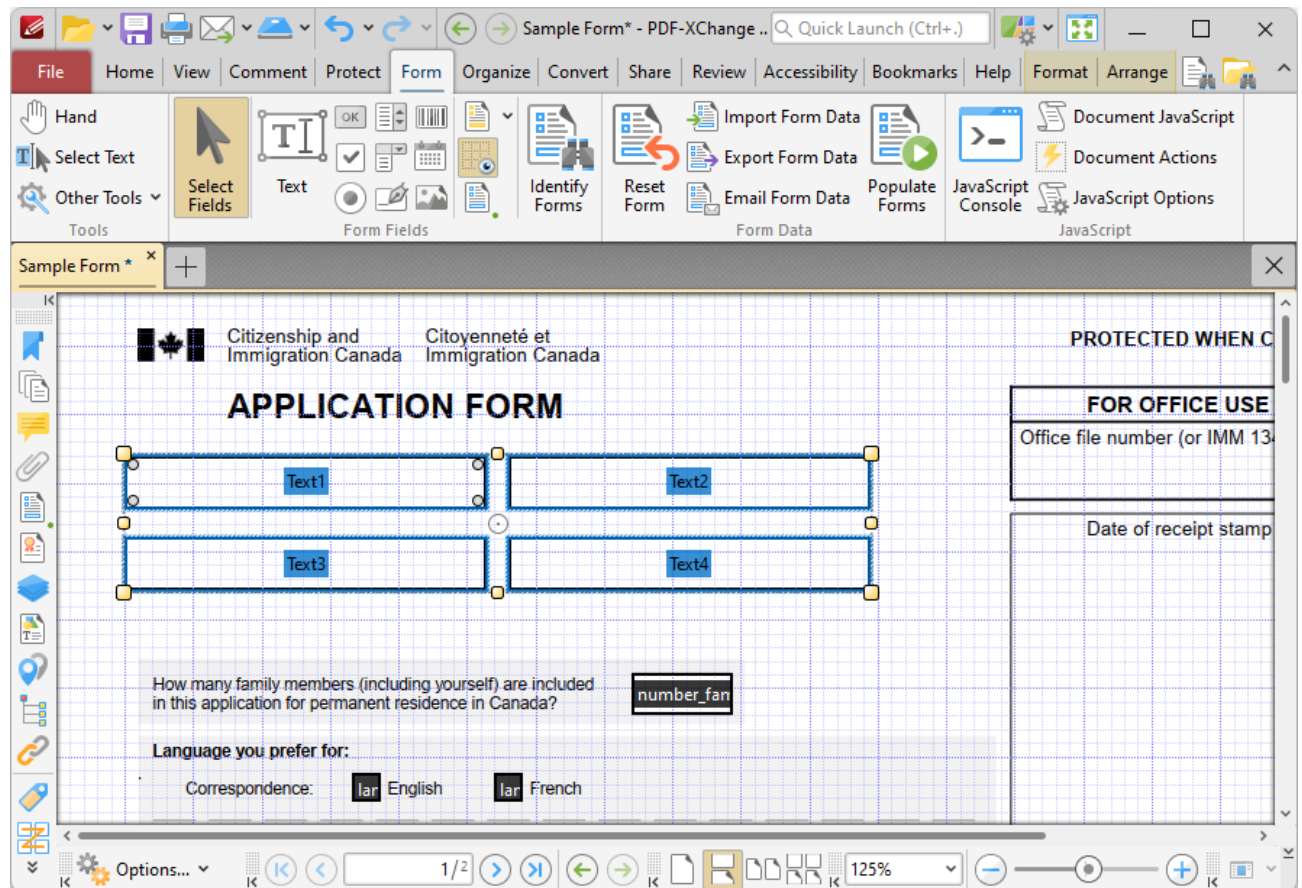 Sample Form* - PDF-XChange ..
Quick Launch (Ctrl+.)
File Home View Comment Protect Form Organize Convert Share Review Accessibility Bookmarks Help Format Arrange
Hand
Select Text
Other Tools
Tools
Select Fields
Text
OK
Form Fields
Identify Forms
Reset Form
Import Form Data
Export Form Data
Email Form Data
Populate Forms
Form Data
JavaScript Console
Document JavaScript
Document Actions
JavaScript Options
JavaScript
Sample Form *
Citizenship and Immigration Canada
Citoyenneté et Immigration Canada
PROTECTED WHEN C
APPLICATION FORM
FOR OFFICE USE
Office file number (or IMM 134
Text1
Text2
Date of receipt stamp
Text3
Text4
How many family members (including yourself) are included
in this application for permanent residence in Canada?
number_fam
Language you prefer for:
Correspondence: lan English lan French
Options...
1/2
125%